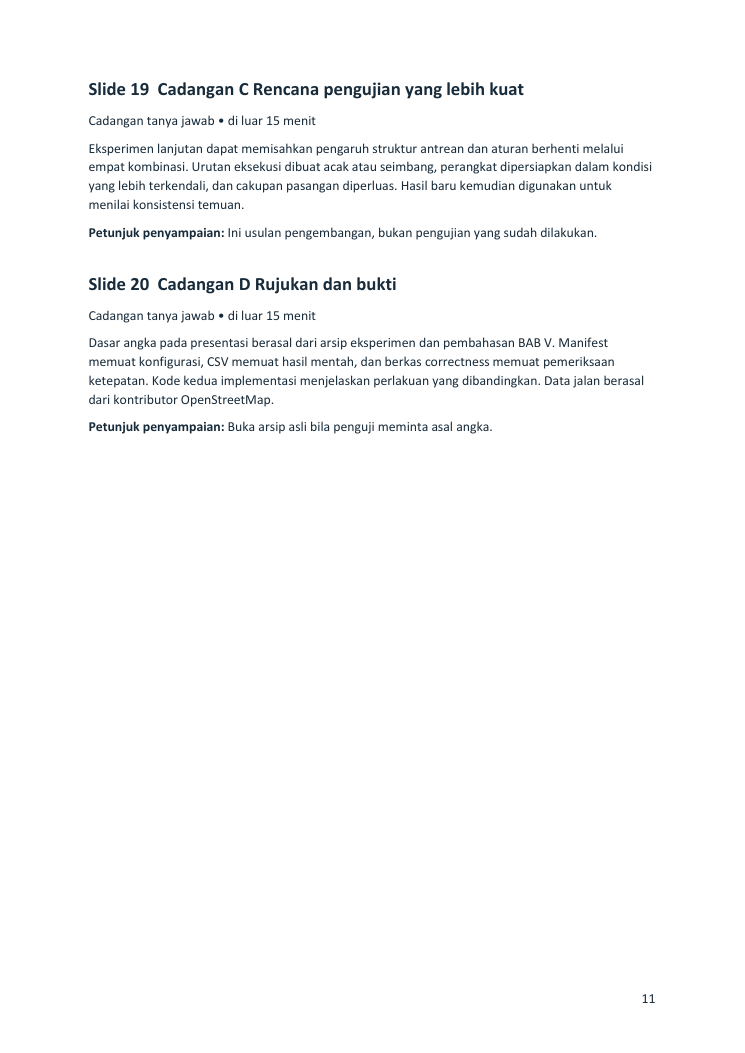 Slide 19  Cadangan C Rencana pengujian yang lebih kuat
Cadangan tanya jawab • di luar 15 menit
Eksperimen lanjutan dapat memisahkan pengaruh struktur antrean dan aturan berhenti melalui
empat kombinasi. Urutan eksekusi dibuat acak atau seimbang, perangkat dipersiapkan dalam kondisi
yang lebih terkendali, dan cakupan pasangan diperluas. Hasil baru kemudian digunakan untuk
menilai konsistensi temuan.
Petunjuk penyampaian: Ini usulan pengembangan, bukan pengujian yang sudah dilakukan.
Slide 20  Cadangan D Rujukan dan bukti
Cadangan tanya jawab • di luar 15 menit
Dasar angka pada presentasi berasal dari arsip eksperimen dan pembahasan BAB V. Manifest
memuat konfigurasi, CSV memuat hasil mentah, dan berkas correctness memuat pemeriksaan
ketepatan. Kode kedua implementasi menjelaskan perlakuan yang dibandingkan. Data jalan berasal
dari kontributor OpenStreetMap.
Petunjuk penyampaian: Buka arsip asli bila penguji meminta asal angka.
11